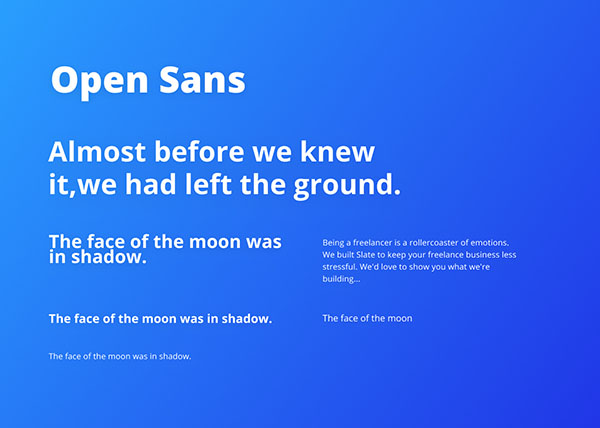 Open Sans
Almost before we knew
it,we had left the ground.
The face of the moon was
in shadow.
Being a freelancer is a rollercoaster of emotions.
We built Slate to keep your freelance business less
stressful. We'd love to show you what we're
building...
The face of the moon was in shadow.
The face of the moon
The face of the moon was in shadow.